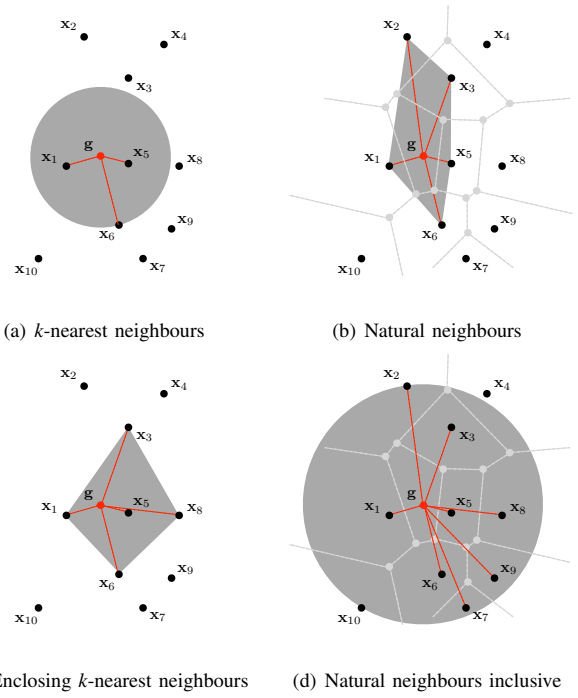 x2
x4
x3
g
x1
x5
x8
x6
x9
x10
x7
(a) k-nearest neighbours
x2
x4
x3
g
x1
x5
x8
x6
x9
x10
x7
(b) Natural neighbours
x2
x4
x3
g
x1
x5
x8
x6
x9
x10
x7
Enclosing k-nearest neighbours
x2
x4
x3
g
x1
x5
x8
x6
x9
x10
x7
(d) Natural neighbours inclusive